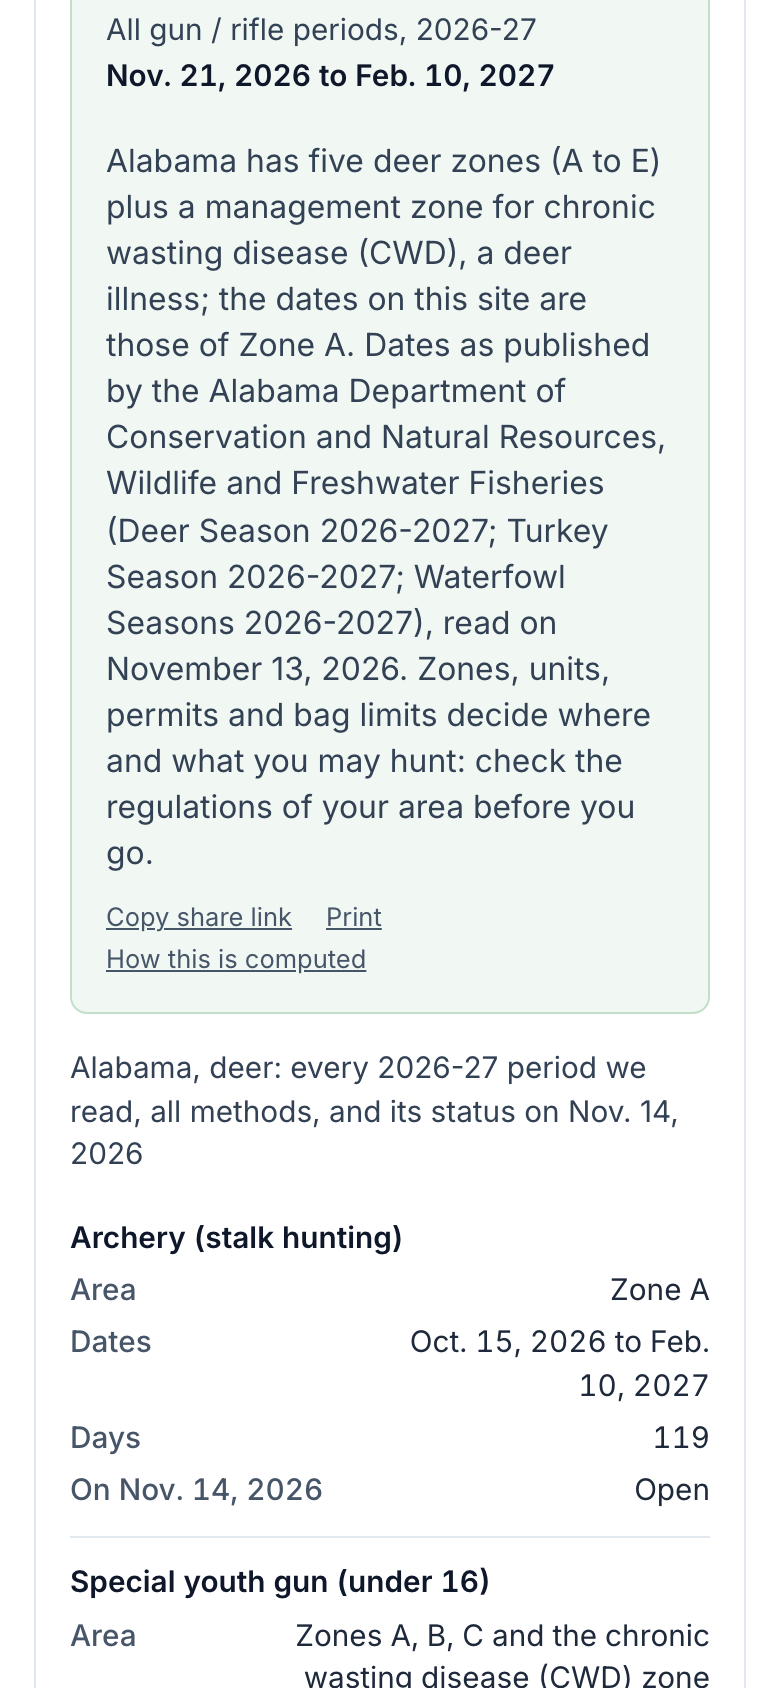 All gun / rifle periods, 2026-27
Nov. 21, 2026 to Feb. 10, 2027
Alabama has five deer zones (A to E)
plus a management zone for chronic
wasting disease (CWD), a deer
illness; the dates on this site are
those of Zone A. Dates as published
by the Alabama Department of
Conservation and Natural Resources,
Wildlife and Freshwater Fisheries
(Deer Season 2026-2027; Turkey
Season 2026-2027; Waterfowl
Seasons 2026-2027), read on
November 13, 2026. Zones, units,
permits and bag limits decide where
and what you may hunt: check the
regulations of your area before you
go.
Copy share link Print
How this is computed
Alabama, deer: every 2026-27 period we
read, all methods, and its status on Nov. 14,
2026
Archery (stalk hunting)
Area Zone A
Dates Oct. 15, 2026 to Feb.
10, 2027
Days 119
On Nov. 14, 2026 Open
Special youth gun (under 16)
Area Zones A, B, C and the chronic
wasting disease (CWD) zone